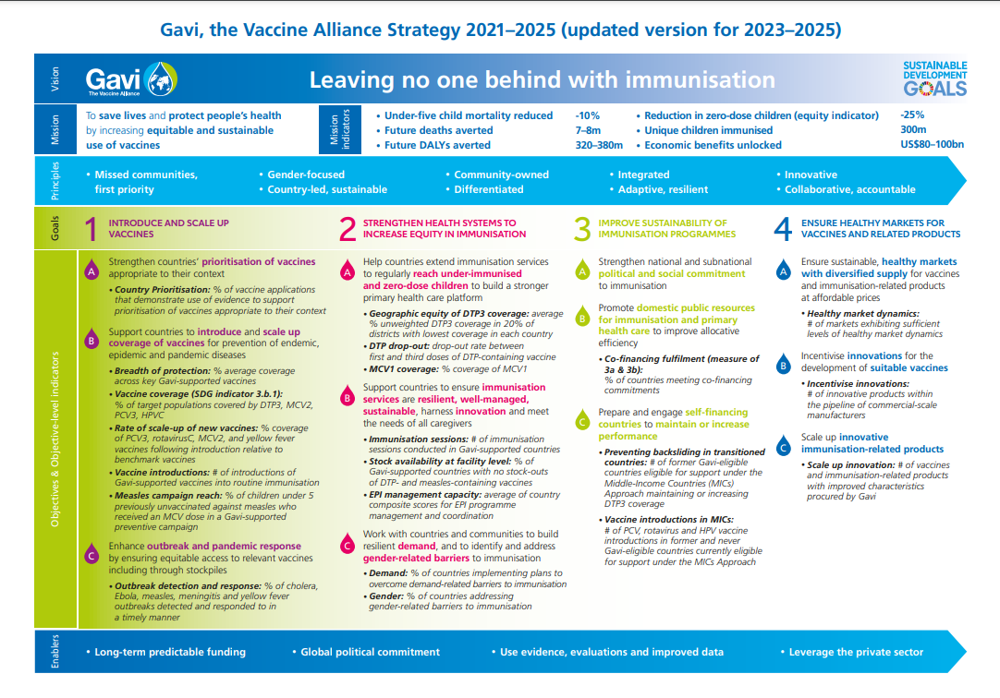 Gavi, the Vaccine Alliance Strategy 2021–2025 (updated version for 2023–2025)
Vision
Gavi
The Vaccine Alliance
Leaving no one behind with immunisation
SUSTAINABLE
DEVELOPMENT
GOALS
Mission
To save lives and protect people's health
by increasing equitable and sustainable
use of vaccines
Mission
indicators
• Under-five child mortality reduced -10%
• Future deaths averted 7–8m
• Future DALYs averted 320–380m
• Reduction in zero-dose children (equity indicator) -25%
• Unique children immunised 300m
• Economic benefits unlocked US$80–100bn
Principles
• Missed communities,
first priority
• Gender-focused
• Country-led, sustainable
• Community-owned
• Differentiated
• Integrated
• Adaptive, resilient
• Innovative
• Collaborative, accountable
Goals
1 INTRODUCE AND SCALE UP
VACCINES
2 STRENGTHEN HEALTH SYSTEMS TO
INCREASE EQUITY IN IMMUNISATION
3 IMPROVE SUSTAINABILITY OF
IMMUNISATION PROGRAMMES
4 ENSURE HEALTHY MARKETS FOR
VACCINES AND RELATED PRODUCTS
Objectives & Objective-level indicators
A Strengthen countries' prioritisation of vaccines
appropriate to their context
• Country Prioritisation: % of vaccine applications
that demonstrate use of evidence to support
prioritisation of vaccines appropriate to their context
B Support countries to introduce and scale up
coverage of vaccines for prevention of endemic,
epidemic and pandemic diseases
• Breadth of protection: % average coverage
across key Gavi-supported vaccines
• Vaccine coverage (SDG indicator 3.b.1):
% of target populations covered by DTP3, MCV2,
PCV3, HPVC
• Rate of scale-up of new vaccines: % coverage
of PCV3, rotavirusC, MCV2, and yellow fever
vaccines following introduction relative to
benchmark vaccines
• Vaccine introductions: # of introductions of
Gavi-supported vaccines into routine immunisation
• Measles campaign reach: % of children under 5
previously unvaccinated against measles who
received an MCV dose in a Gavi-supported
preventive campaign
C Enhance outbreak and pandemic response
by ensuring equitable access to relevant vaccines
including through stockpiles
• Outbreak detection and response: % of cholera,
Ebola, measles, meningitis and yellow fever
outbreaks detected and responded to in
a timely manner
A Help countries extend immunisation services
to regularly reach under-immunised
and zero-dose children to build a stronger
primary health care platform
• Geographic equity of DTP3 coverage: average
% unweighted DTP3 coverage in 20% of
districts with lowest coverage in each country
• DTP drop-out: drop-out rate between
first and third doses of DTP-containing vaccine
• MCV1 coverage: % coverage of MCV1
B Support countries to ensure immunisation
services are resilient, well-managed,
sustainable, harness innovation and meet
the needs of all caregivers
• Immunisation sessions: # of immunisation
sessions conducted in Gavi-supported countries
• Stock availability at facility level: % of
Gavi-supported countries with no stock-outs
of DTP- and measles-containing vaccines
• EPI management capacity: average of country
composite scores for EPI programme
management and coordination
C Work with countries and communities to build
resilient demand, and to identify and address
gender-related barriers to immunisation
• Demand: % of countries implementing plans to
overcome demand-related barriers to immunisation
• Gender: % of countries addressing
gender-related barriers to immunisation
A Strengthen national and subnational
political and social commitment
to immunisation
B Promote domestic public resources
for immunisation and primary
health care to improve allocative
efficiency
• Co-financing fulfilment (measure of
3a & 3b):
% of countries meeting co-financing
commitments
C Prepare and engage self-financing
countries to maintain or increase
performance
• Preventing backsliding in transitioned
countries: # of former Gavi-eligible
countries eligible for support under the
Middle-Income Countries (MICs)
Approach maintaining or increasing
DTP3 coverage
• Vaccine introductions in MICs:
# of PCV, rotavirus and HPV vaccine
introductions in former and never
Gavi-eligible countries currently eligible
for support under the MICs Approach
A Ensure sustainable, healthy markets
with diversified supply for vaccines
and immunisation-related products
at affordable prices
• Healthy market dynamics:
# of markets exhibiting sufficient
levels of healthy market dynamics
B Incentivise innovations for the
development of suitable vaccines
• Incentivise innovations:
# of innovative products within
the pipeline of commercial-scale
manufacturers
C Scale up innovative
immunisation-related products
• Scale up innovation: # of vaccines
and immunisation-related products
with improved characteristics
procured by Gavi
Enablers
• Long-term predictable funding
• Global political commitment
• Use evidence, evaluations and improved data
• Leverage the private sector